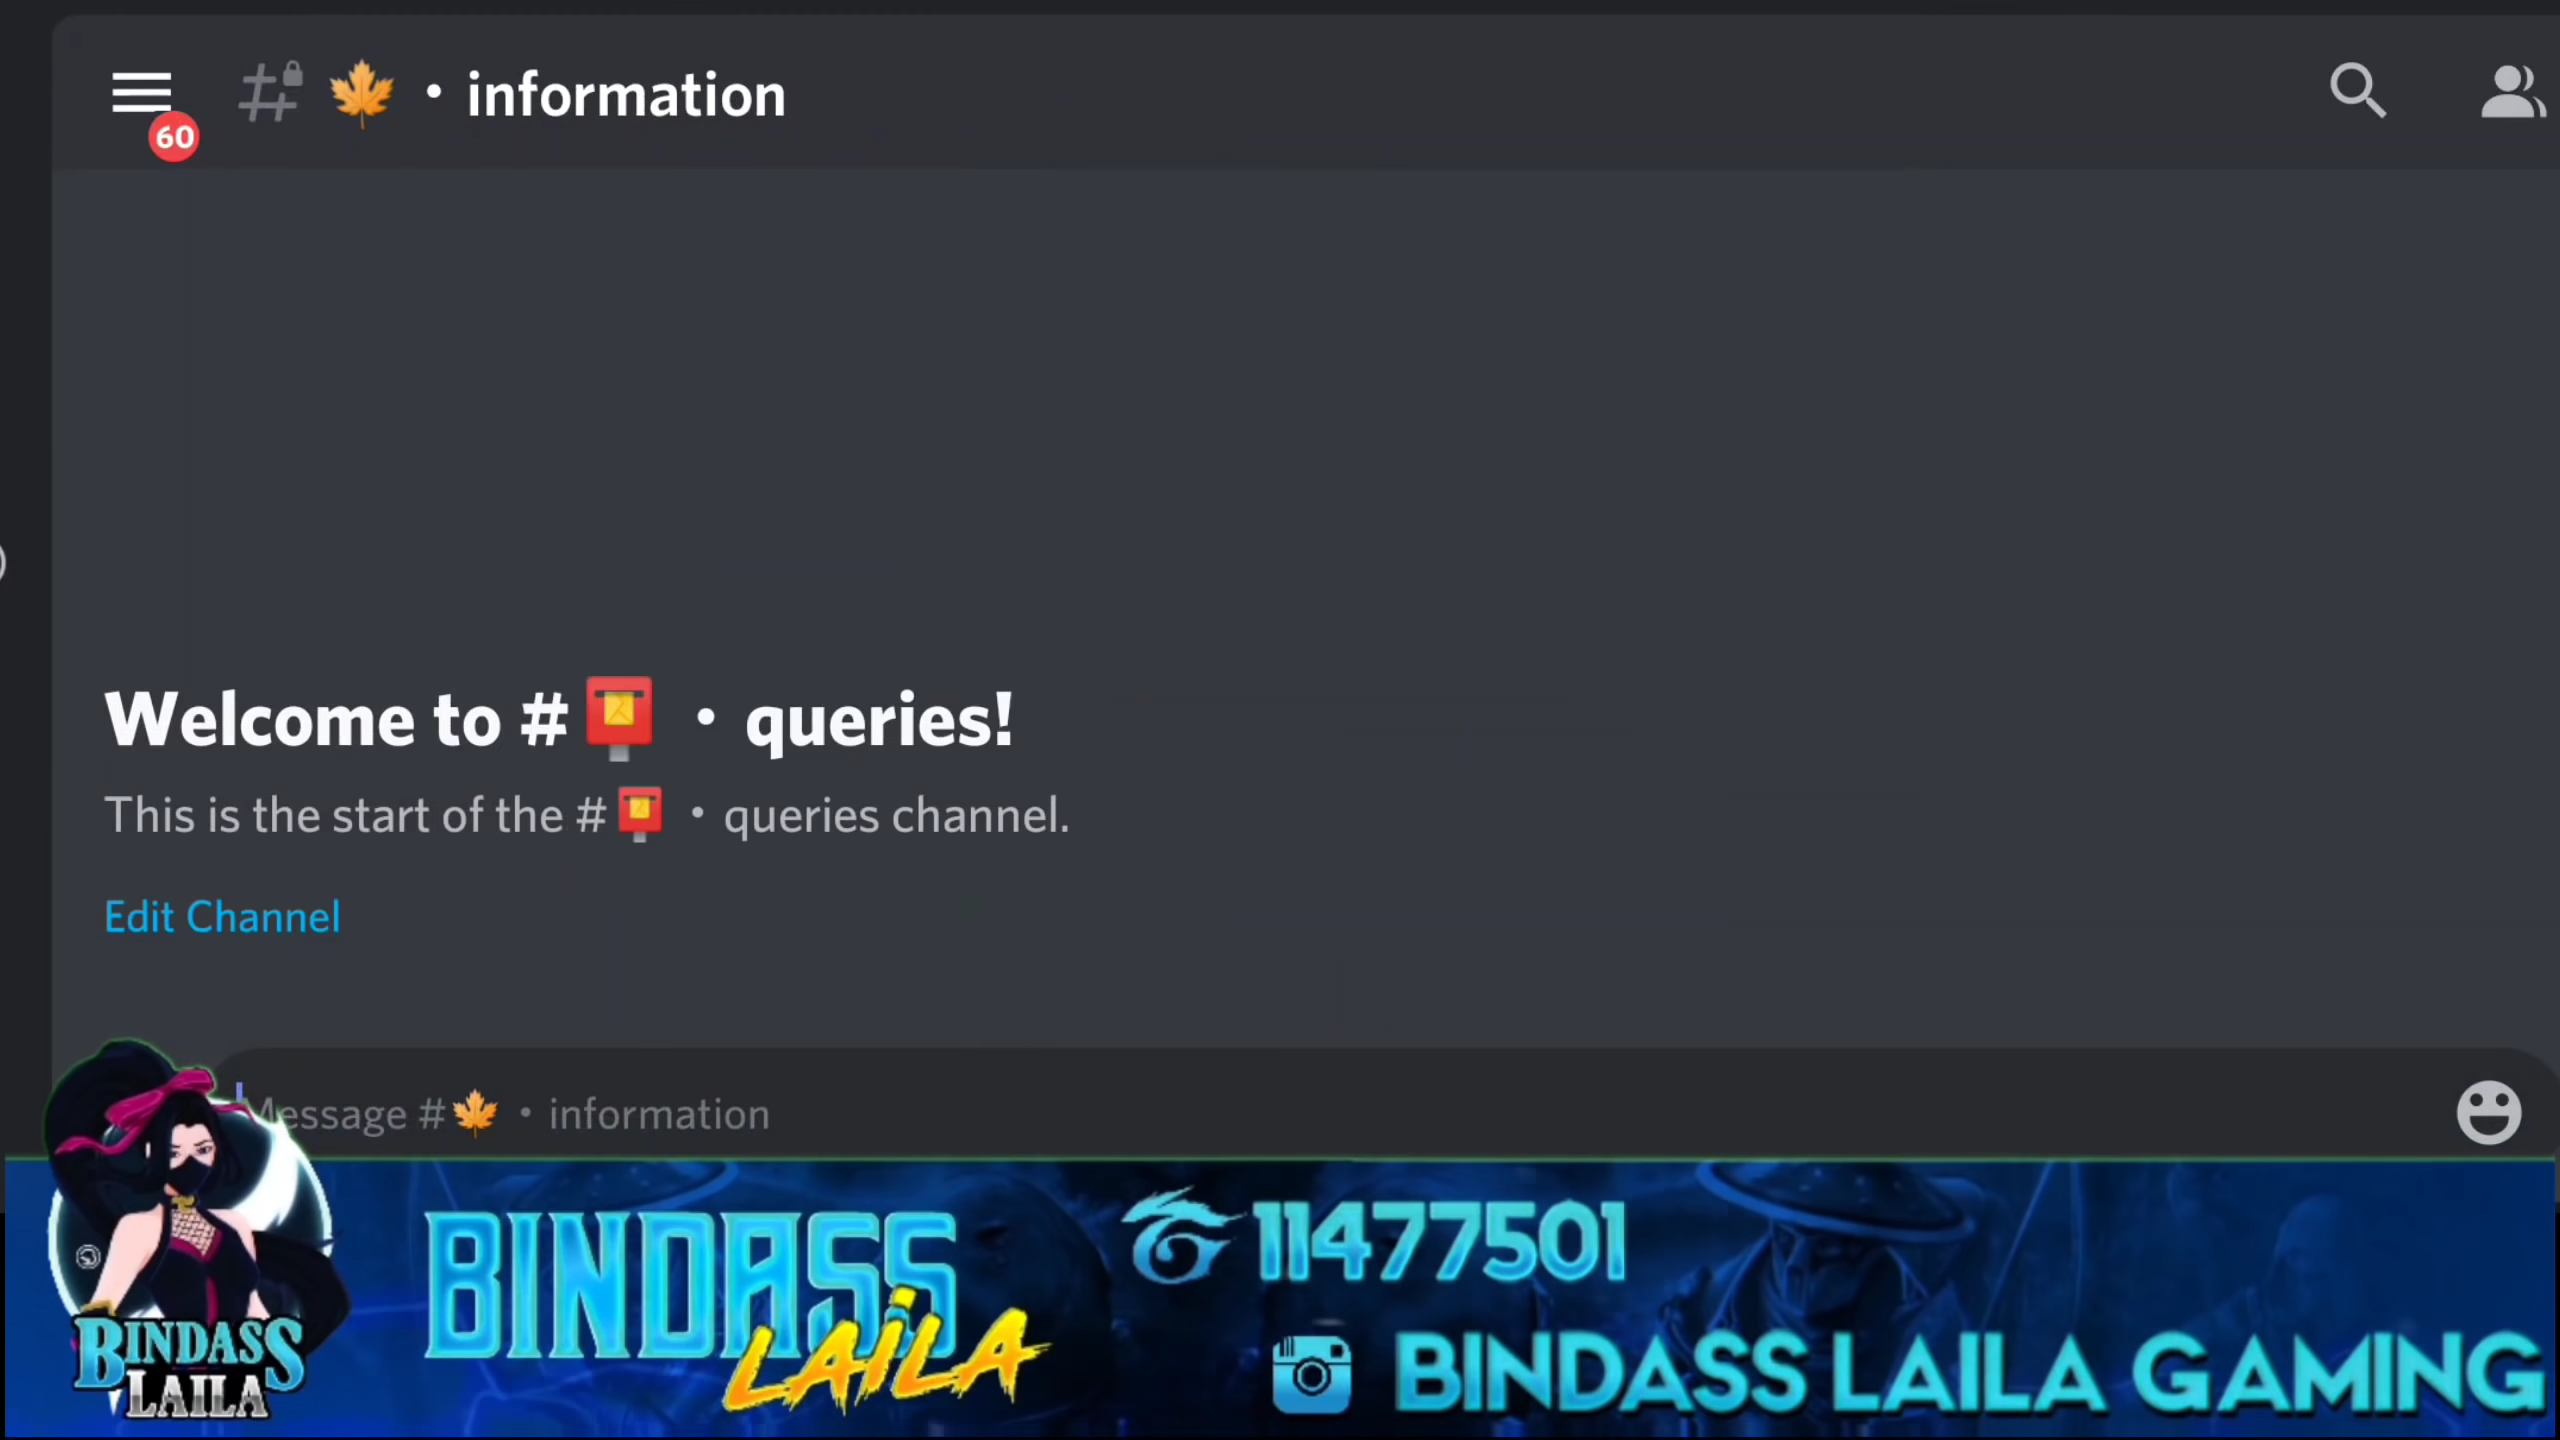 # 🍁 • information
60
Welcome to #📮 • queries!
This is the start of the #📮 • queries channel.
Edit Channel
Message #🍁 • information
BINDASS
LAILA
11477501
BINDASS LAILA GAMING
BINDASS
LAILA